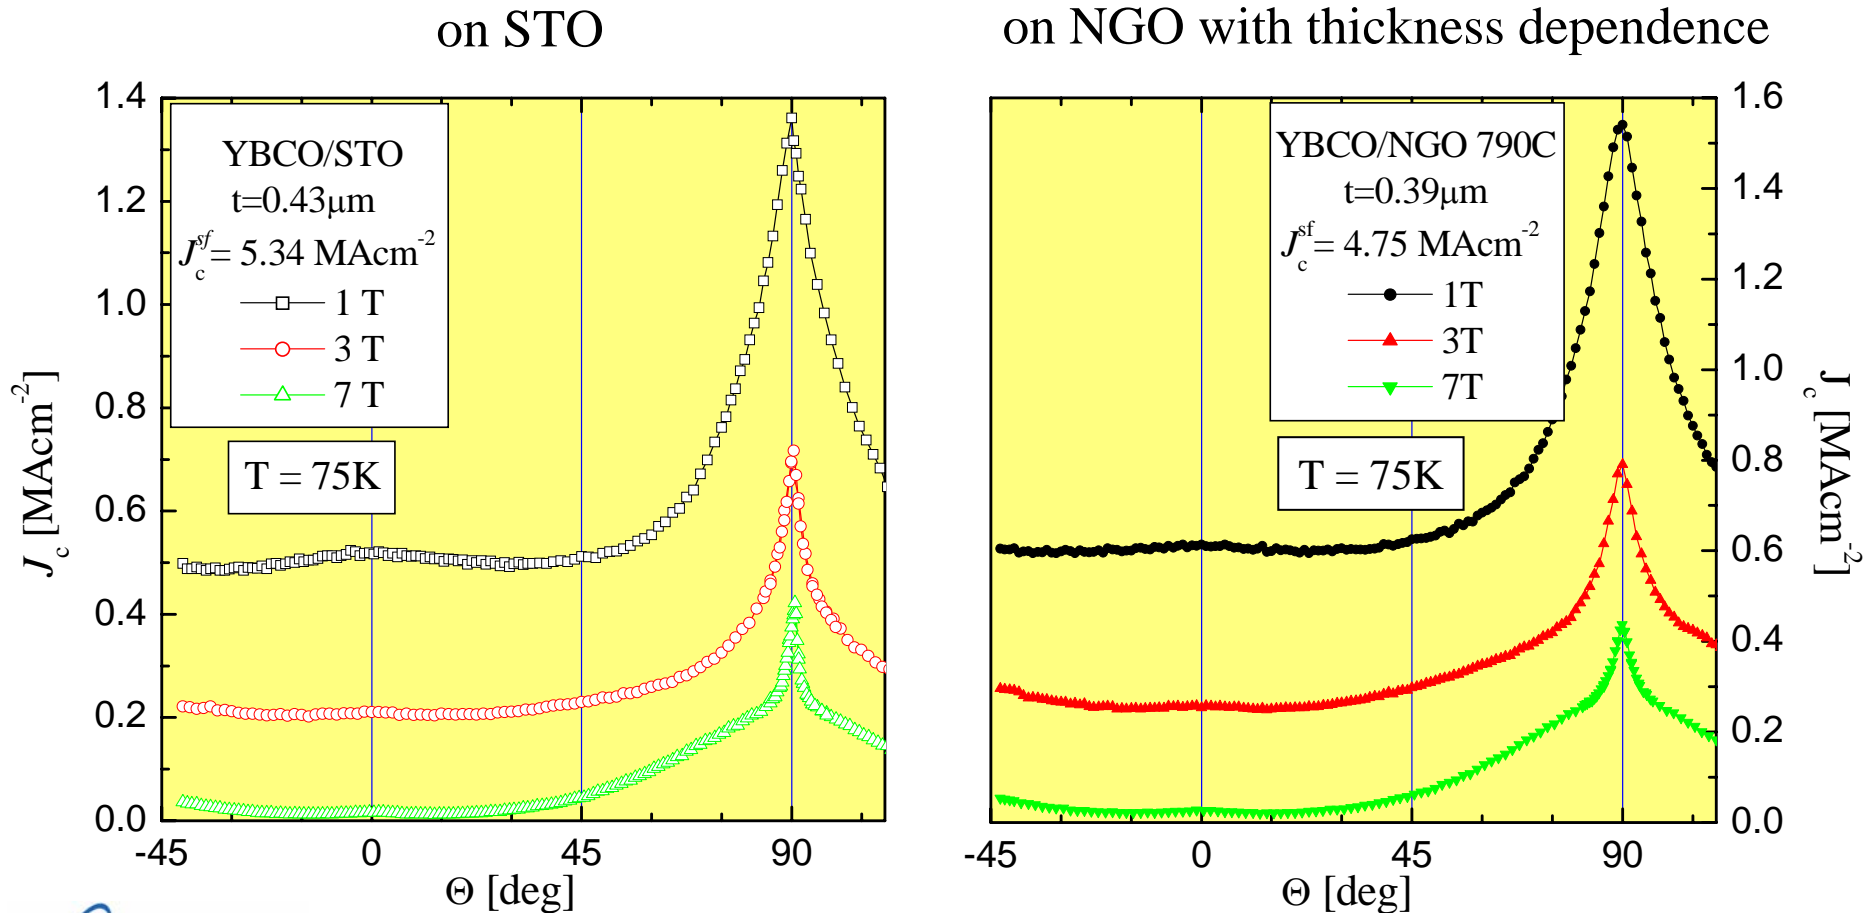 on STO
on NGO with thickness dependence
1.4
1.2
1.0
0.8
0.6
0.4
0.2
0.0
J_c [MAcm^-2]
YBCO/STO
t=0.43μm
J_c^sf = 5.34 MAcm^-2
1 T
3 T
7 T
T = 75K
-45
0
45
90
Θ [deg]
YBCO/NGO 790C
t=0.39μm
J_c^sf = 4.75 MAcm^-2
1T
3T
7T
T = 75K
1.6
1.4
1.2
1.0
0.8
0.6
0.4
0.2
0.0
J_c [MAcm^-2]
-45
0
45
90
Θ [deg]